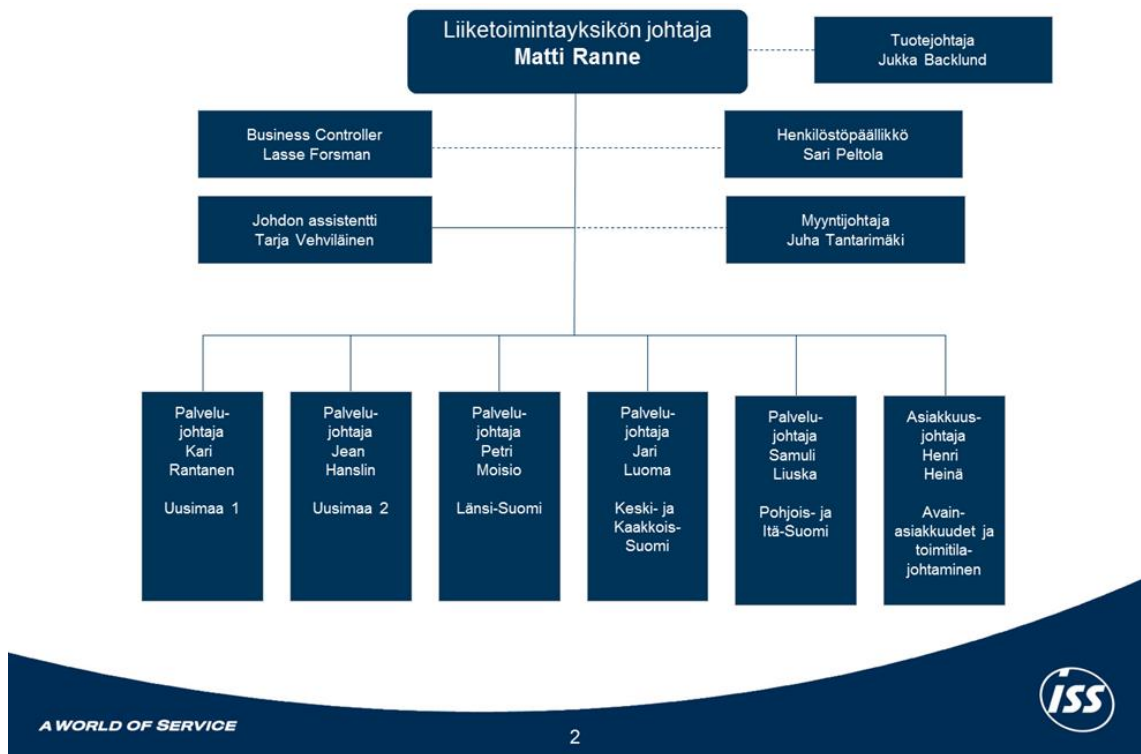 Liiketoimintayksikön johtaja
Matti Ranne
Tuotejohtaja
Jukka Backlund
Business Controller
Lasse Forsman
Henkilöstöpäällikkö
Sari Peltola
Johdon assistentti
Tarja Vehviläinen
Myyntijohtaja
Juha Tantarimäki
Palvelu-
johtaja
Kari
Rantanen
Uusimaa 1
Palvelu-
johtaja
Jean
Hanslin
Uusimaa 2
Palvelu-
johtaja
Petri
Moisio
Länsi-Suomi
Palvelu-
johtaja
Jari
Luoma
Keski- ja
Kaakkois-
Suomi
Palvelu-
johtaja
Samuli
Liuska
Pohjois- ja
Itä-Suomi
Asiakkuus-
johtaja
Henri
Heinä
Avain-
asiakkuudet ja
toimitila-
johtaminen
A WORLD OF SERVICE
2
ISS